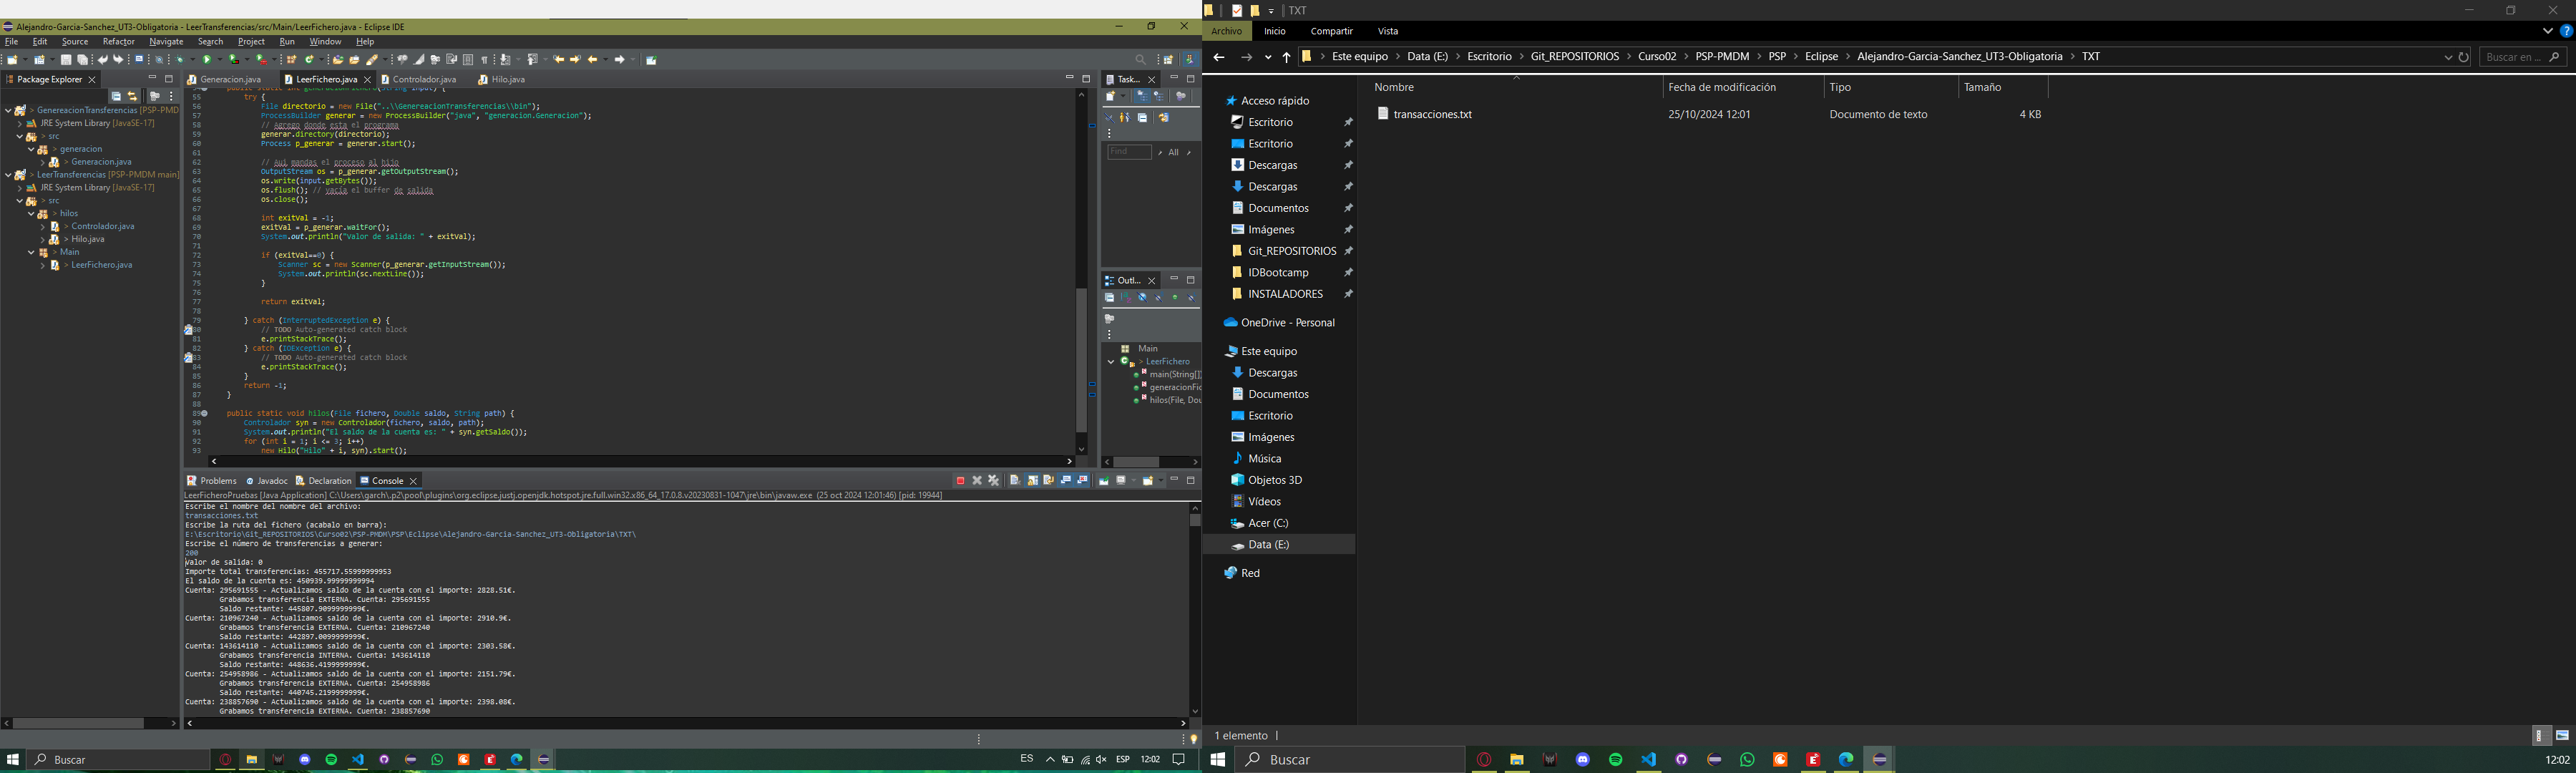 Alejandro-Garcia-Sanchez_UT3-Obligatoria - LeerTransferencias/src/Main/LeerFichero.java - Eclipse IDE
File Edit Source Refactor Navigate Search Project Run Window Help
Package Explorer
> GenereacionTransferencias [PSP-PMD
JRE System Library [JavaSE-17]
> src
> generacion
> Generacion.java
> LeerTransferencias [PSP-PMDM main]
JRE System Library [JavaSE-17]
> src
> hilos
> Controlador.java
> Hilo.java
> Main
> LeerFichero.java
Generacion.java LeerFichero.java Controlador.java Hilo.java
55 try {
56 File directorio = new File("..\\GenereacionTransferencias\\bin");
57 ProcessBuilder generar = new ProcessBuilder("java", "generacion.Generacion");
58 // Agrego donde esta el programa
59 generar.directory(directorio);
60 Process p_generar = generar.start();
61
62 // Aui mandas el proceso al hijo
63 OutputStream os = p_generar.getOutputStream();
64 os.write(input.getBytes());
65 os.flush(); // vacia el buffer de salida
66 os.close();
67
68 int exitVal = -1;
69 exitVal = p_generar.waitFor();
70 System.out.println("Valor de salida: " + exitVal);
71
72 if (exitVal==0) {
73 Scanner sc = new Scanner(p_generar.getInputStream());
74 System.out.println(sc.nextLine());
75 }
76
77 return exitVal;
78
79 } catch (InterruptedException e) {
80 // TODO Auto-generated catch block
81 e.printStackTrace();
82 } catch (IOException e) {
83 // TODO Auto-generated catch block
84 e.printStackTrace();
85 }
86 return -1;
87 }
88
89 public static void hilos(File fichero, Double saldo, String path) {
90 Controlador syn = new Controlador(fichero, saldo, path);
91 System.out.println("El saldo de la cuenta es: " + syn.getSaldo());
92 for (int i = 1; i <= 3; i++)
93 new Hilo("Hilo" + i, syn).start();
Task...
Find All
Outl...
Main
> LeerFichero
main(String[]
generacionFic
hilos(File, Dou
Problems Javadoc Declaration Console
LeerFicheroPruebas [Java Application] C:\Users\garch\.p2\pool\plugins\org.eclipse.justj.openjdk.hotspot.jre.full.win32.x86_64_17.0.8.v20230831-1047\jre\bin\javaw.exe (25 oct 2024 12:01:46) [pid: 19944]
Escribe el nombre del nombre del archivo:
transacciones.txt
Escribe la ruta del fichero (acabalo en barra):
E:\Escritorio\Git_REPOSITORIOS\Curso02\PSP-PMDM\PSP\Eclipse\Alejandro-Garcia-Sanchez_UT3-Obligatoria\TXT\
Escribe el número de transferencias a generar:
200
Valor de salida: 0
Importe total transferencias: 455717.55999999953
El saldo de la cuenta es: 450939.99999999994
Cuenta: 295691555 - Actualizamos saldo de la cuenta con el importe: 2828.51€.
Grabamos transferencia EXTERNA. Cuenta: 295691555
Saldo restante: 445807.9099999999€.
Cuenta: 210967240 - Actualizamos saldo de la cuenta con el importe: 2910.9€.
Grabamos transferencia EXTERNA. Cuenta: 210967240
Saldo restante: 442897.0099999999€.
Cuenta: 143614110 - Actualizamos saldo de la cuenta con el importe: 2303.58€.
Grabamos transferencia INTERNA. Cuenta: 143614110
Saldo restante: 448636.4199999999€.
Cuenta: 254958986 - Actualizamos saldo de la cuenta con el importe: 2151.79€.
Grabamos transferencia EXTERNA. Cuenta: 254958986
Saldo restante: 440745.2199999999€.
Cuenta: 238857690 - Actualizamos saldo de la cuenta con el importe: 2398.08€.
Grabamos transferencia EXTERNA. Cuenta: 238857690
Buscar
ES ESP 12:02
TXT
Archivo Inicio Compartir Vista
Este equipo > Data (E:) > Escritorio > Git_REPOSITORIOS > Curso02 > PSP-PMDM > PSP > Eclipse > Alejandro-Garcia-Sanchez_UT3-Obligatoria > TXT
Buscar en ...
Nombre Fecha de modificación Tipo Tamaño
transacciones.txt 25/10/2024 12:01 Documento de texto 4 KB
Acceso rápido
Escritorio
Escritorio
Descargas
Descargas
Documentos
Imágenes
Git_REPOSITORIOS
IDBootcamp
INSTALADORES
OneDrive - Personal
Este equipo
Descargas
Documentos
Escritorio
Imágenes
Música
Objetos 3D
Vídeos
Acer (C:)
Data (E:)
Red
1 elemento
Buscar
12:02